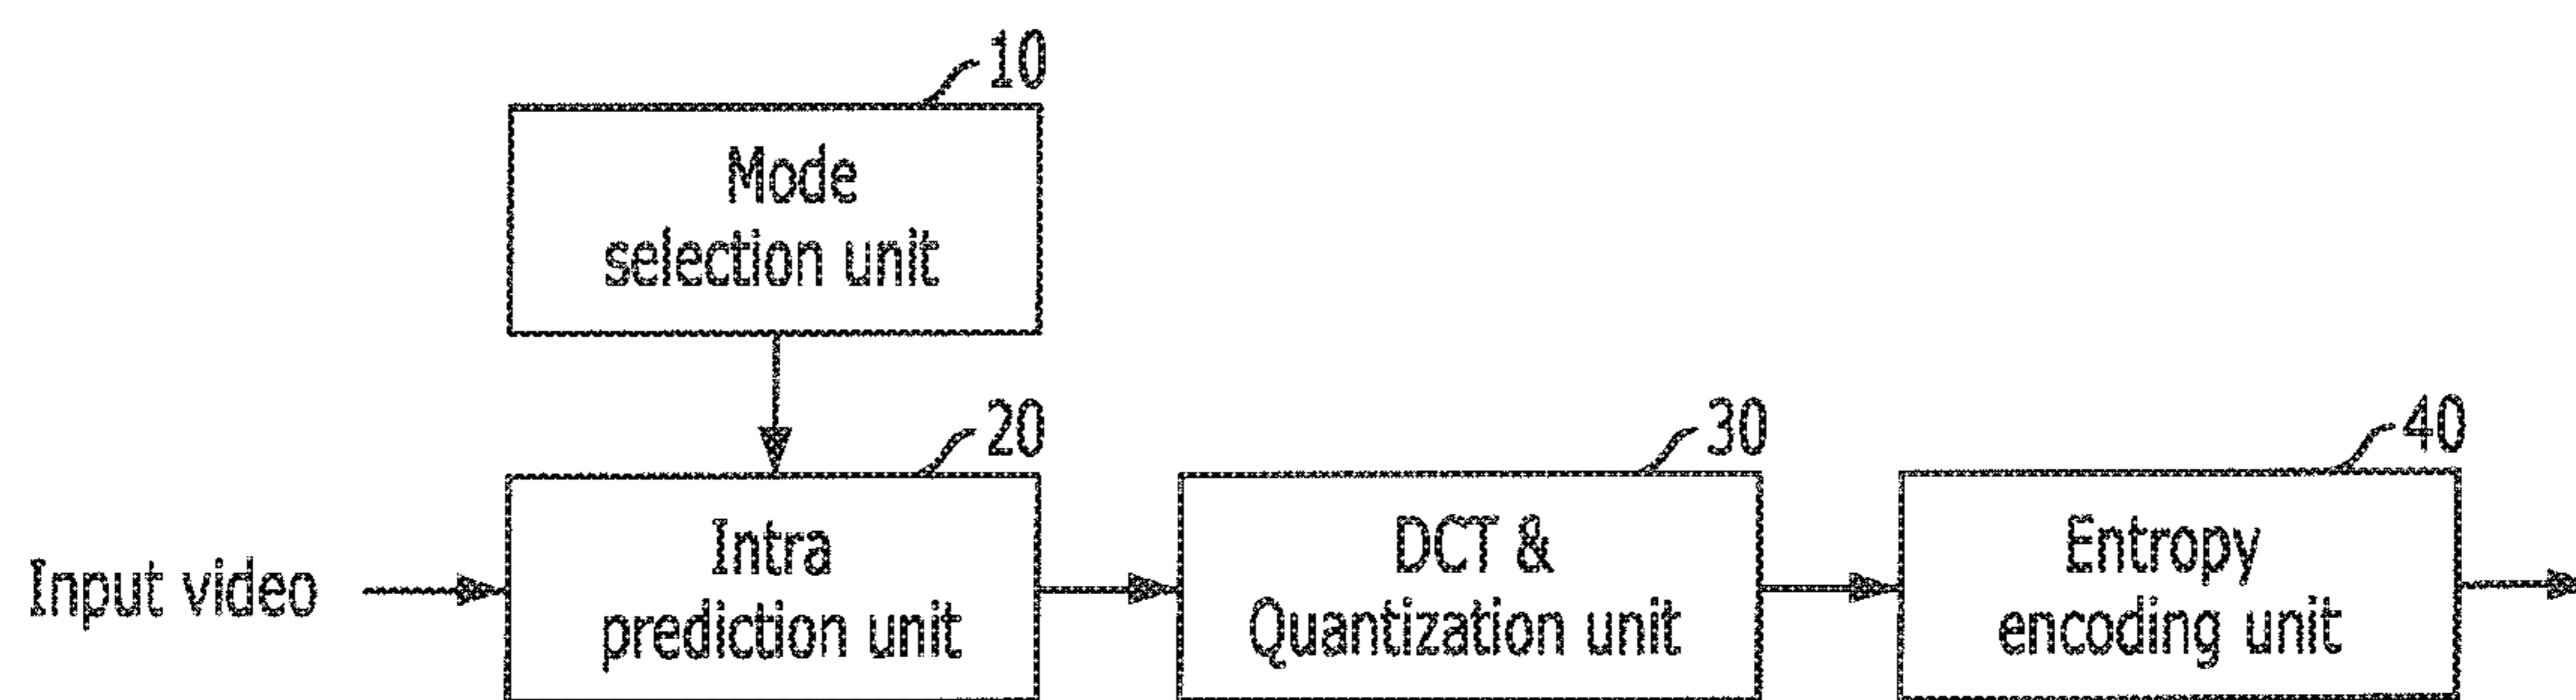 10
Mode
selection unit
20
30
40
Input video
Intra
prediction unit
DCT &
Quantization unit
Entropy
encoding unit